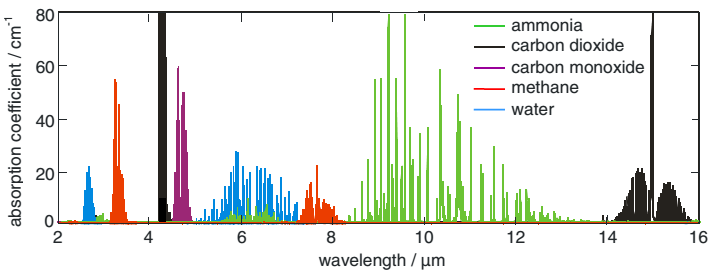 absorption coefficient / cm⁻¹
80
60
40
20
0
2 4 6 8 10 12 14 16
wavelength / µm
ammonia
carbon dioxide
carbon monoxide
methane
water